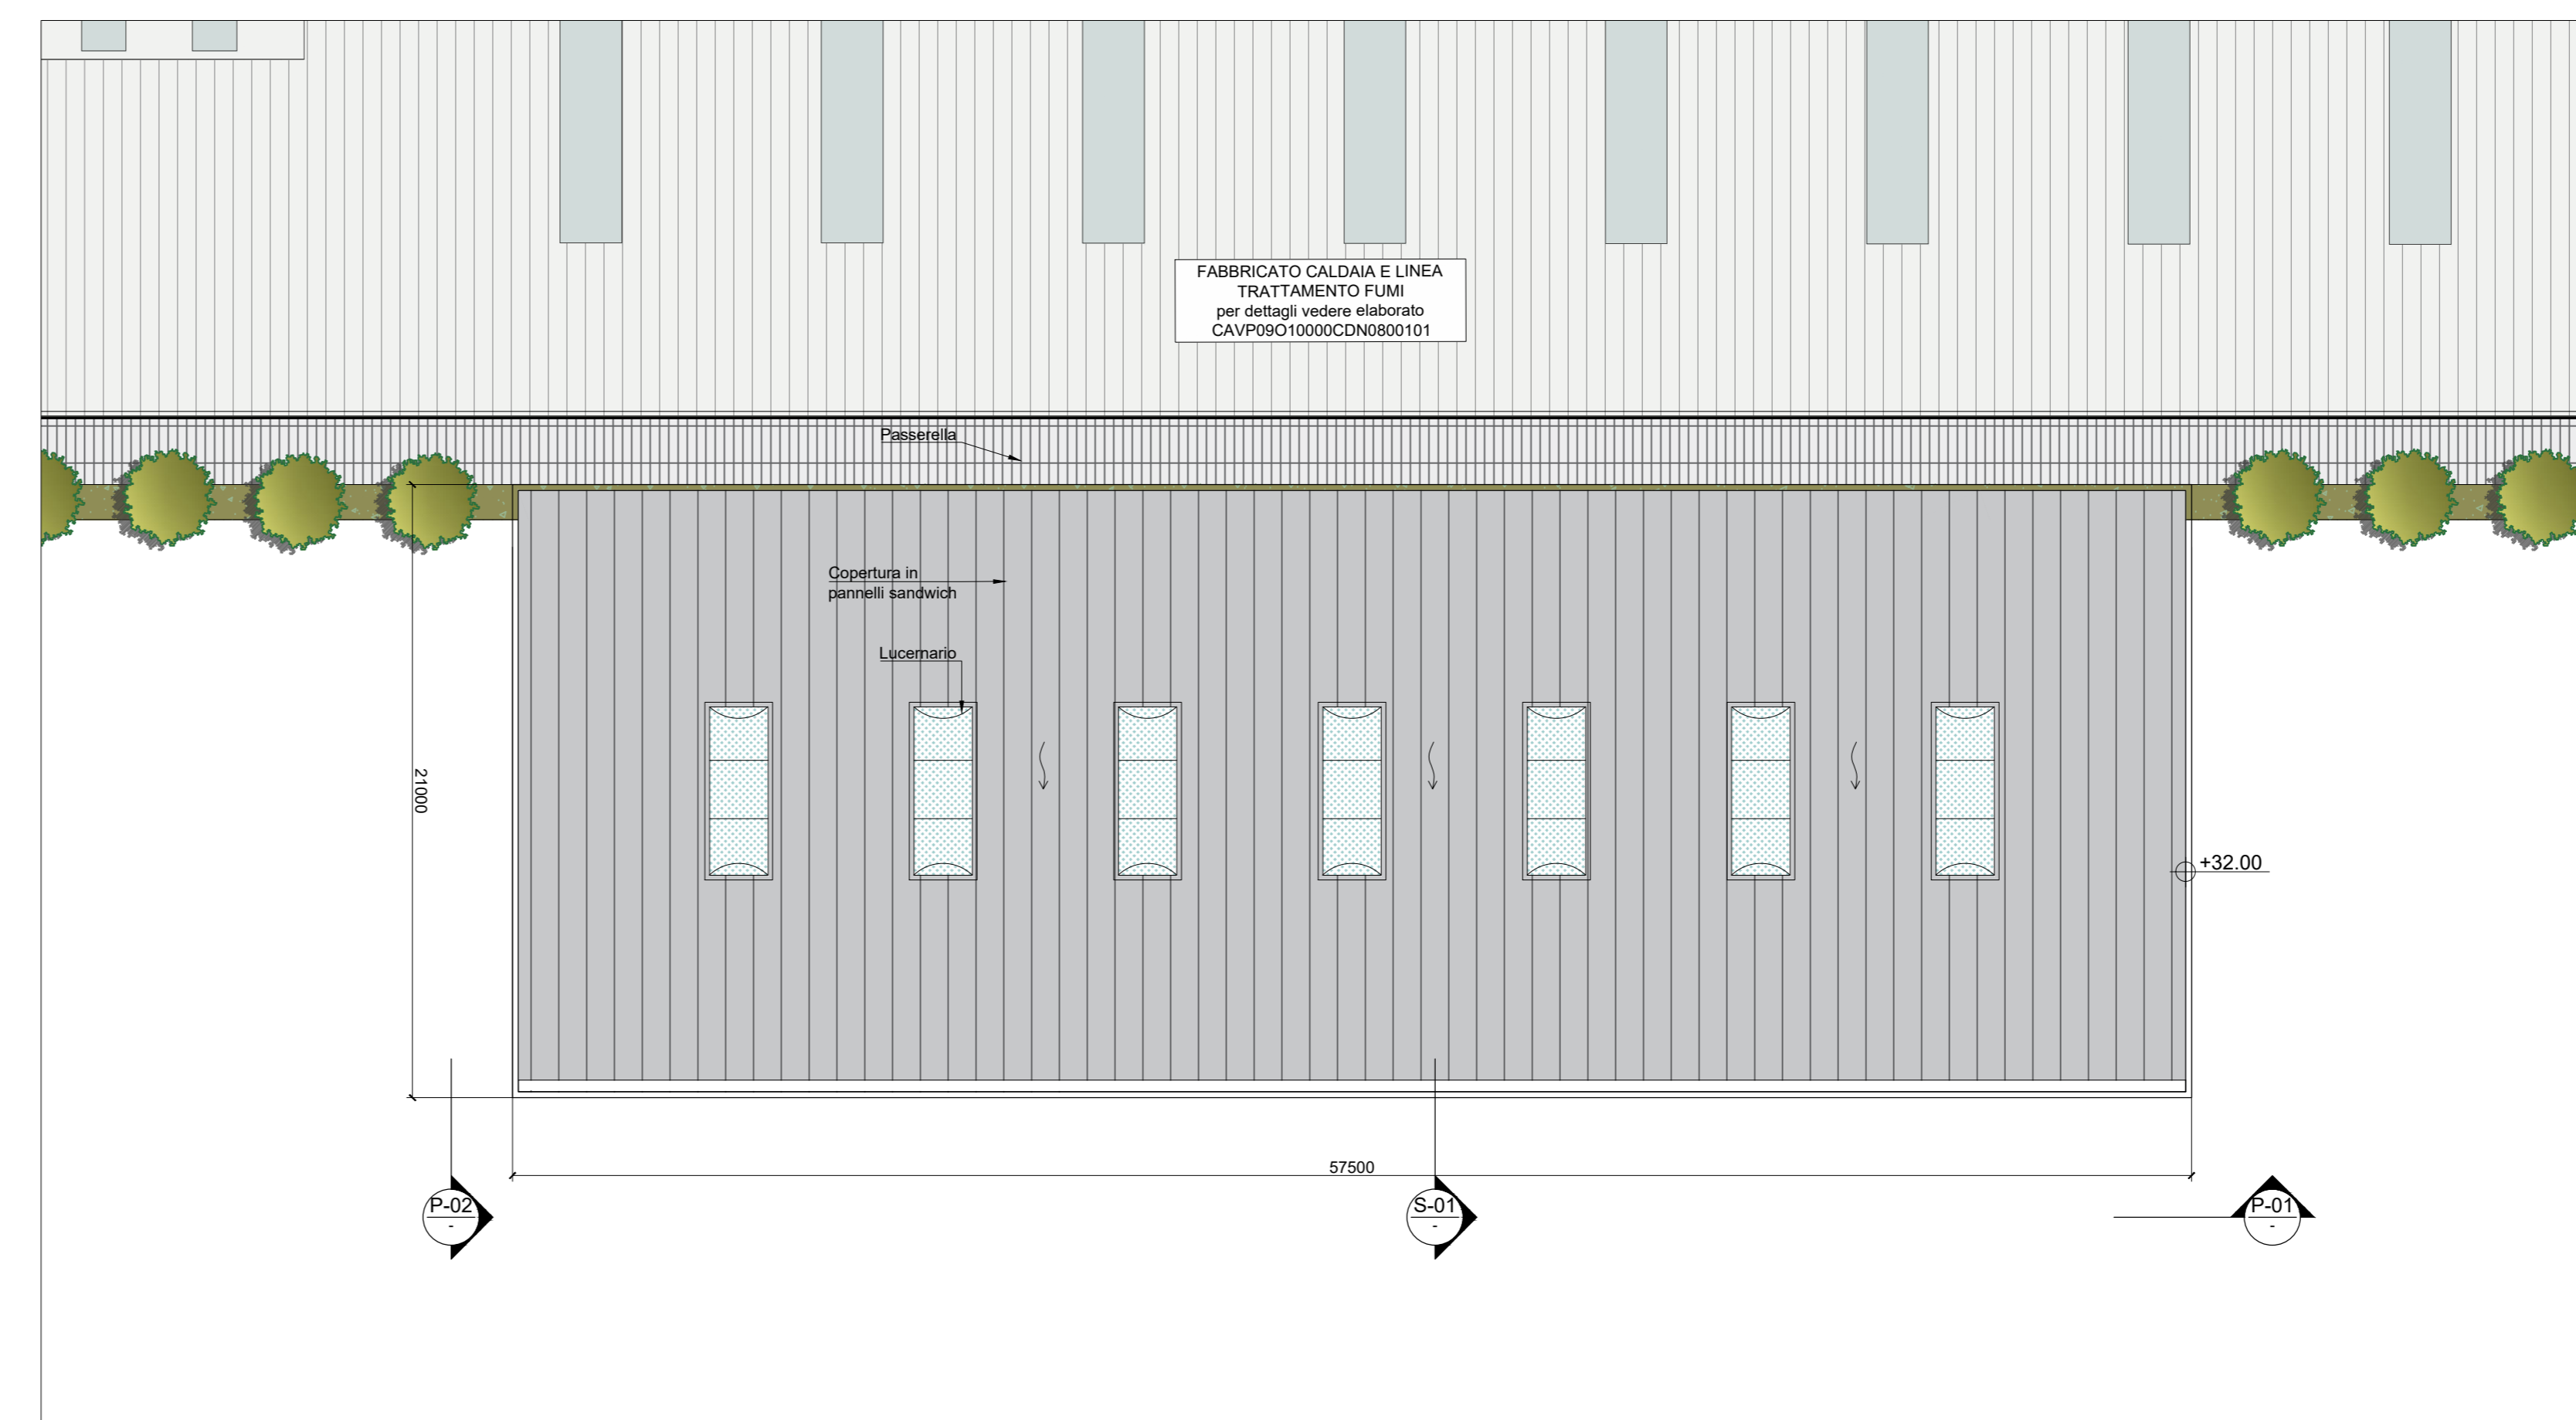 FABBRICATO CALDAIA E LINEA
TRATTAMENTO FUMI
per dettagli vedere elaborato
CAVP09O10000CDN0800101
Passerella
Copertura in
pannelli sandwich
Lucernario
21000
+32.00
57500
P-02
-
S-01
-
P-01
-